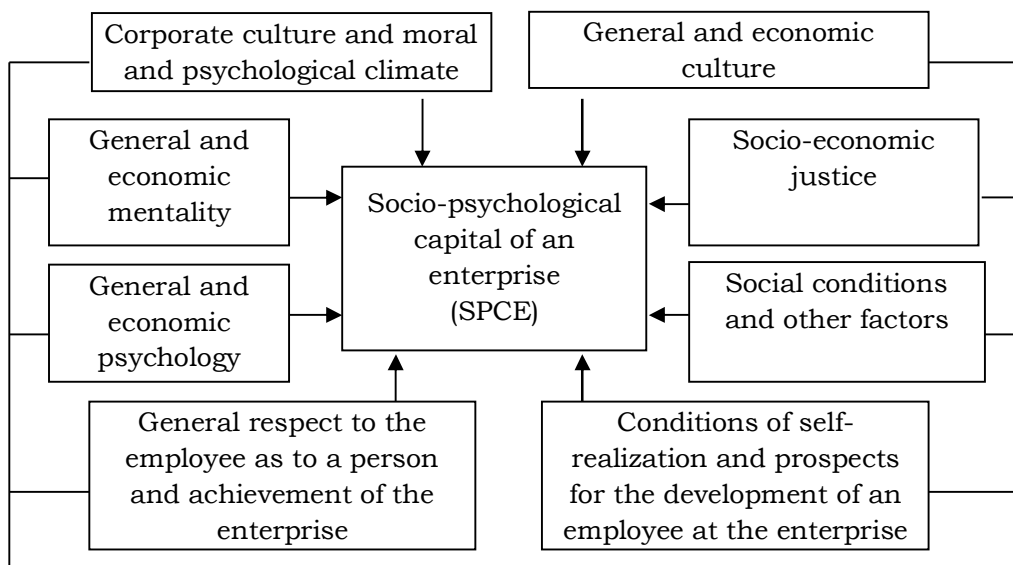 Corporate culture and moral
and psychological climate
General and economic
culture
General and
economic
mentality
Socio-psychological
capital of an
enterprise
(SPCE)
Socio-economic
justice
General and
economic
psychology
Social conditions
and other factors
General respect to the
employee as to a person
and achievement of the
enterprise
Conditions of self-
realization and prospects
for the development of an
employee at the enterprise